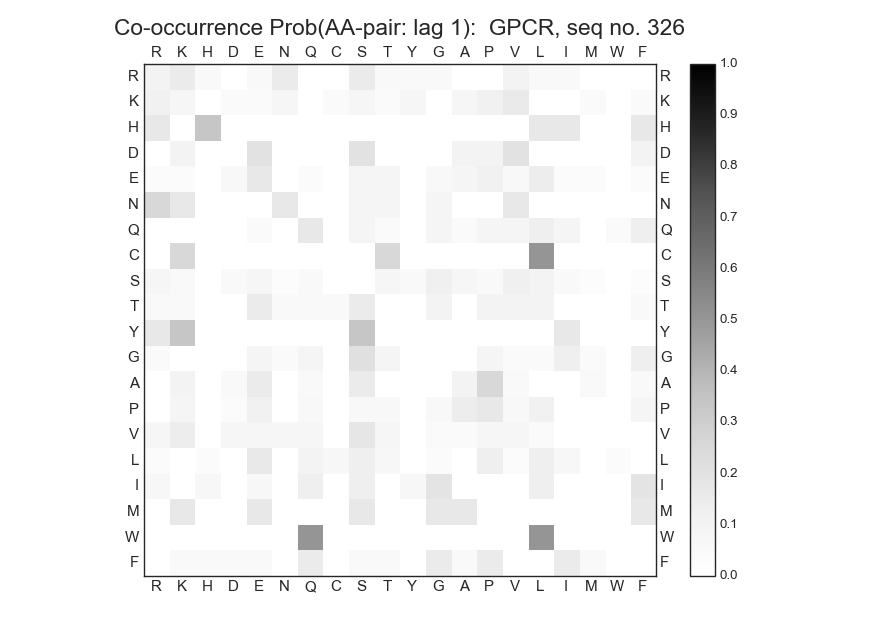 Co-occurrence Prob(AA-pair: lag 1):  GPCR, seq no. 326
R K H D E N Q C S T Y G A P V L I M W F
R R 1.0
K K 0.9
H H
D D 0.8
E E
N N 0.7
Q Q
C C 0.6
S S
T T 0.5
Y Y
G G 0.4
A A
P P 0.3
V V
L L 0.2
I I
M M 0.1
W W
F F 0.0
R K H D E N Q C S T Y G A P V L I M W F